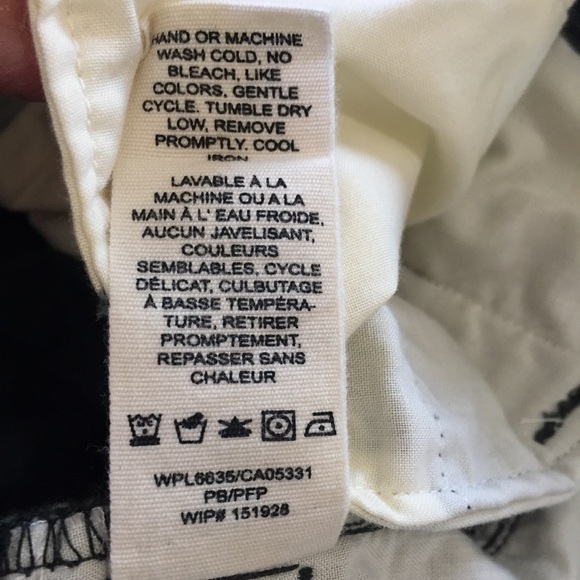 HAND OR MACHINE
WASH COLD, NO
BLEACH, LIKE
COLORS, GENTLE
CYCLE. TUMBLE DRY
LOW, REMOVE
PROMPTLY. COOL
IRON
LAVABLE À LA
MACHINE OU A LA
MAIN À L' EAU FROIDE,
AUCUN JAVELISANT,
COULEURS
SEMBLABLES, CYCLE
DÉLICAT, CULBUTAGE
À BASSE TEMPÉRA-
TURE, RETIRER
PROMPTEMENT,
REPASSER SANS
CHALEUR
WPL6635/CA05331
PB/PFP
WIP# 151928